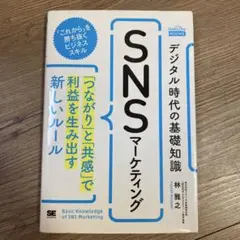 「これから」を
勝ち抜く
ビジネス
スキル
デジタル時代の基礎知識
SNS
マーケティング
「つながり」と「共感」で
利益を生み出す
新しいルール
林 雅之
SE
SHOEISHA
Basic Knowledge
of SNS Marketing